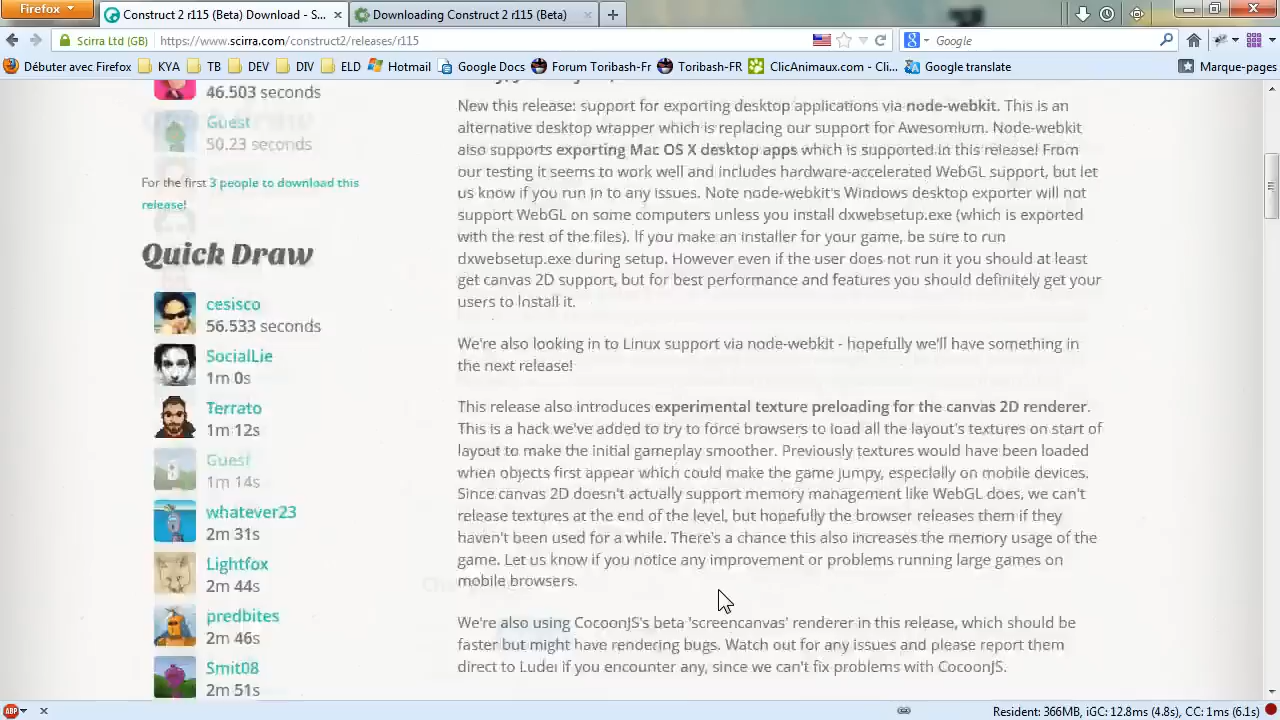 Firefox
Construct 2 r115 (Beta) Download - S...
Downloading Construct 2 r115 (Beta)
Scirra Ltd (GB)
https://www.scirra.com/construct2/releases/r115
Google
Débuter avec Firefox
KYA
TB
DEV
DIV
ELD
Hotmail
Google Docs
Forum Toribash-Fr
Toribash-FR
ClicAnimaux.com - Cli...
Google translate
Marque-pages
46.503 seconds
Guest
50.23 seconds
For the first 3 people to download this
release!
Quick Draw
cesisco
56.533 seconds
SocialLie
1m 0s
Terrato
1m 12s
Guest
1m 14s
whatever23
2m 31s
Lightfox
2m 44s
predbites
2m 46s
Smit08
2m 51s
New this release: support for exporting desktop applications via node-webkit. This is an
alternative desktop wrapper which is replacing our support for Awesomium. Node-webkit
also supports exporting Mac OS X desktop apps which is supported in this release! From
our testing it seems to work well and includes hardware-accelerated WebGL support, but let
us know if you run in to any issues. Note node-webkit's Windows desktop exporter will not
support WebGL on some computers unless you install dxwebsetup.exe (which is exported
with the rest of the files). If you make an installer for your game, be sure to run
dxwebsetup.exe during setup. However even if the user does not run it you should at least
get canvas 2D support, but for best performance and features you should definitely get your
users to install it.
We're also looking in to Linux support via node-webkit - hopefully we'll have something in
the next release!
This release also introduces experimental texture preloading for the canvas 2D renderer.
This is a hack we've added to try to force browsers to load all the layout's textures on start of
layout to make the initial gameplay smoother. Previously textures would have been loaded
when objects first appear which could make the game jumpy, especially on mobile devices.
Since canvas 2D doesn't actually support memory management like WebGL does, we can't
release textures at the end of the level, but hopefully the browser releases them if they
haven't been used for a while. There's a chance this also increases the memory usage of the
game. Let us know if you notice any improvement or problems running large games on
mobile browsers.
We're also using CocoonJS's beta 'screencanvas' renderer in this release, which should be
faster but might have rendering bugs. Watch out for any issues and please report them
direct to Ludei if you encounter any, since we can't fix problems with CocoonJS.
ABP
Resident: 366MB, iGC: 12.8ms (4.8s), CC: 1ms (6.1s)